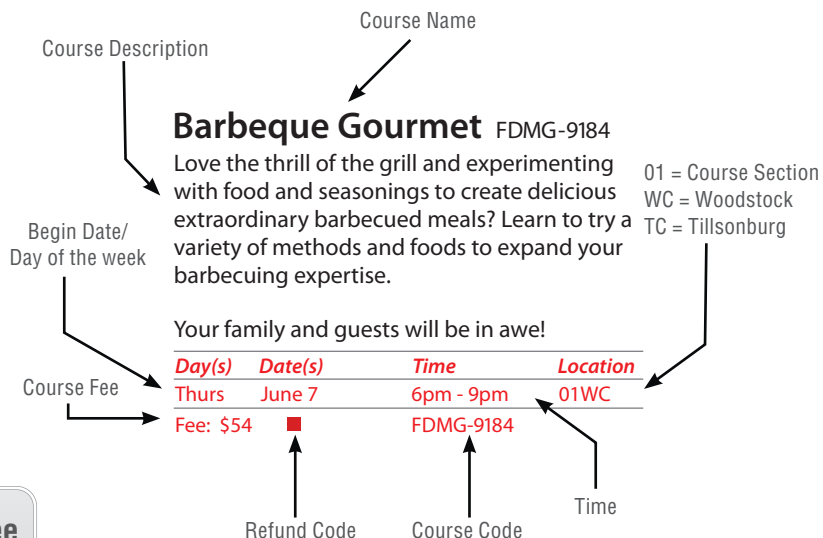 Course Name
Course Description
Barbeque Gourmet FDMG-9184
Love the thrill of the grill and experimenting
with food and seasonings to create delicious
extraordinary barbecued meals? Learn to try a
variety of methods and foods to expand your
barbecuing expertise.
01 = Course Section
WC = Woodstock
TC = Tillsonburg
Begin Date/
Day of the week
Your family and guests will be in awe!
Day(s) Date(s) Time Location
Thurs June 7 6pm - 9pm 01WC
Course Fee
Fee: $54 FDMG-9184
Time
Refund Code Course Code